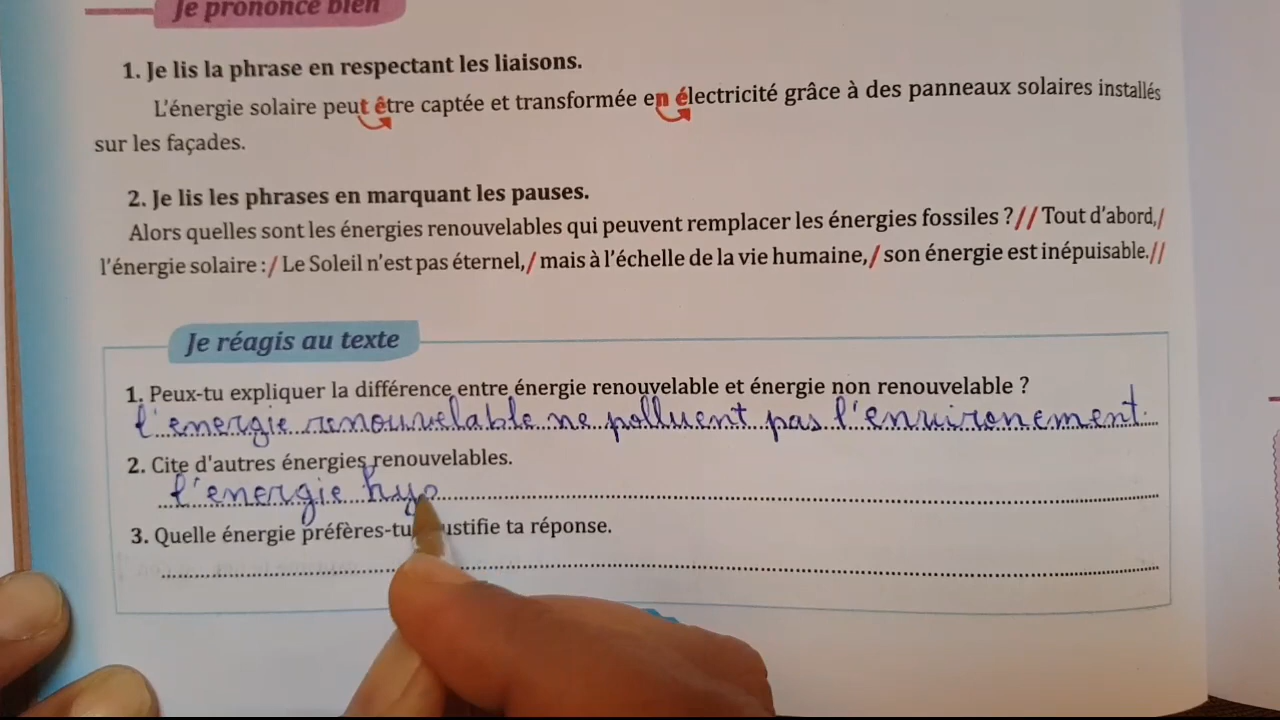 Je prononce bien
1. Je lis la phrase en respectant les liaisons.
L'énergie solaire peut être captée et transformée en électricité grâce à des panneaux solaires installés
sur les façades.
2. Je lis les phrases en marquant les pauses.
Alors quelles sont les énergies renouvelables qui peuvent remplacer les énergies fossiles ?// Tout d'abord,/
l'énergie solaire :/ Le Soleil n'est pas éternel,/ mais à l'échelle de la vie humaine,/ son énergie est inépuisable.//
Je réagis au texte
1. Peux-tu expliquer la différence entre énergie renouvelable et énergie non renouvelable ?
l'energie renouvelable ne polluent pas l'environement
2. Cite d'autres énergies renouvelables.
l'energie hyd
3. Quelle énergie préfères-tu ustifie ta réponse.